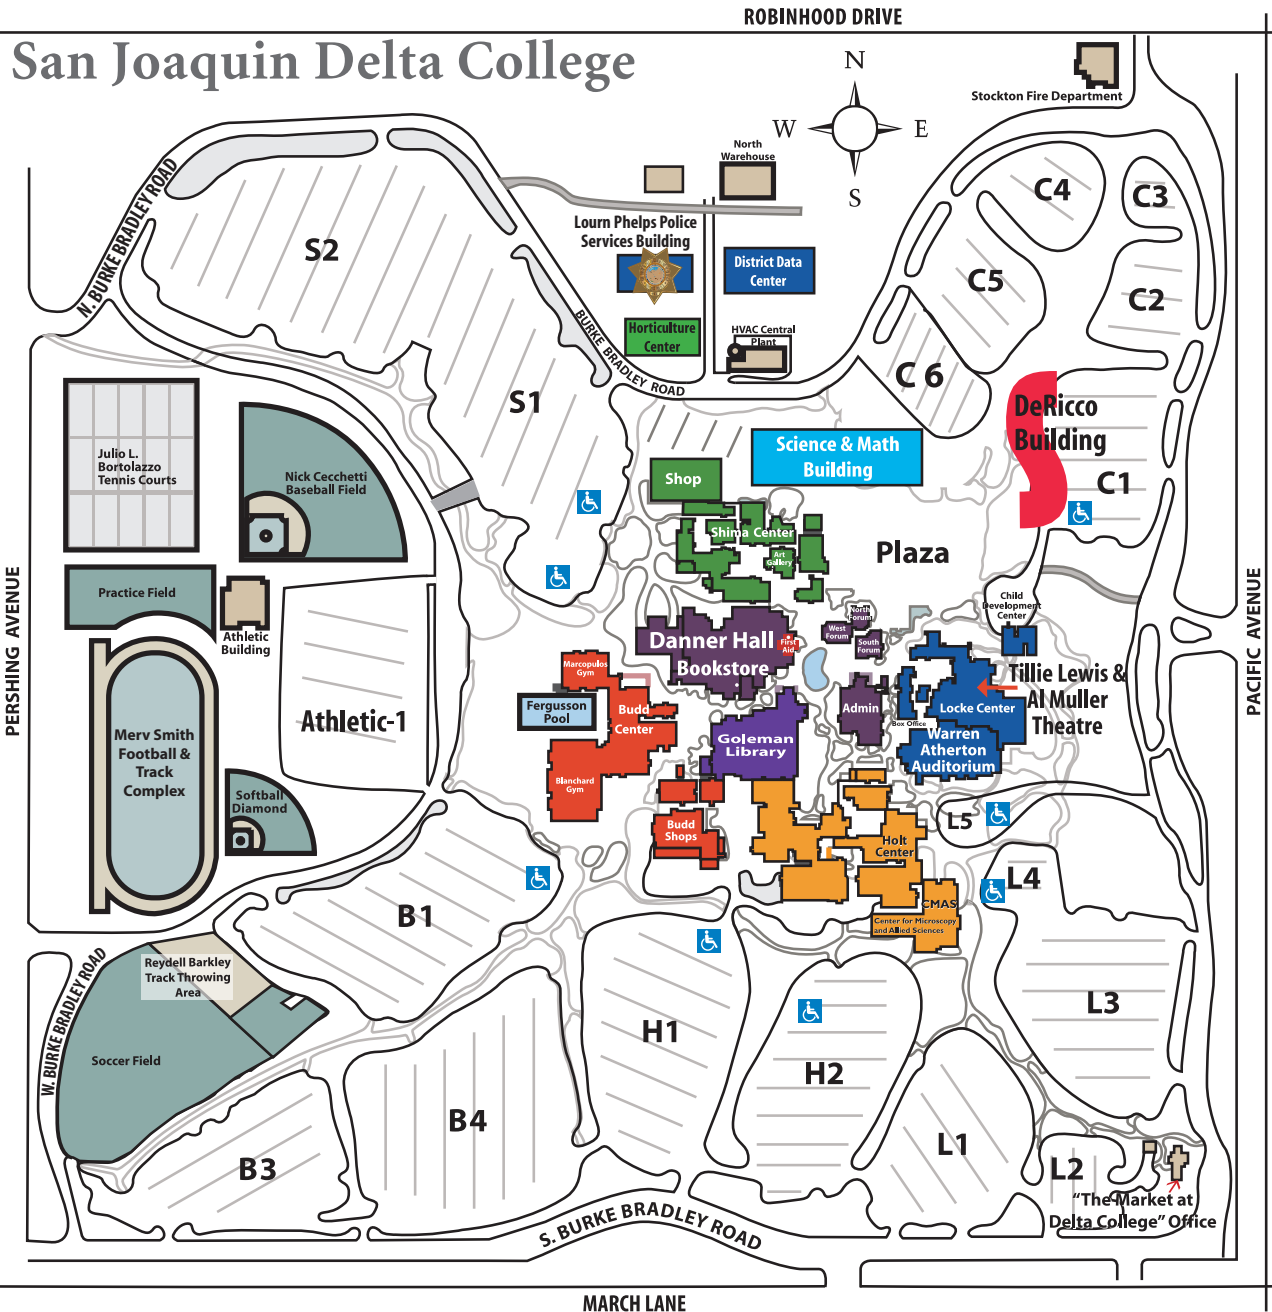 ROBINHOOD DRIVE
San Joaquin Delta College
N
W
E
S
Stockton Fire Department
North
Warehouse
N. BURKE BRADLEY ROAD
C4
C3
Lourn Phelps Police
Services Building
S2
District Data
Center
C5
C2
Horticulture
Center
HVAC Central
Plant
BURKE BRADLEY ROAD
C 6
S1
DeRicco
Building
Julio L.
Bortolazzo
Tennis Courts
Science & Math
Building
Nick Cecchetti
Baseball Field
Shop
C1
Shima Center
Art
Gallery
Plaza
PERSHING AVENUE
PACIFIC AVENUE
Practice Field
Child
Development
Center
Athletic
Building
North
Forum
West
Forum
South
Forum
Danner Hall
Bookstore
First
Aid
Marcopulos
Gym
Tillie Lewis &
Al Muller
Theatre
Locke Center
Fergusson
Pool
Budd
Center
Admin
Box Office
Athletic-1
Goleman
Library
Warren
Atherton
Auditorium
Merv Smith
Football &
Track
Complex
Blanchard
Gym
Softball
Diamond
L5
Budd
Shops
Holt
Center
L4
B1
CMAS
Center for Microscopy
and Allied Sciences
W. BURKE BRADLEY ROAD
Reydell Barkley
Track Throwing
Area
L3
H1
Soccer Field
H2
B4
L1
B3
L2
"The Market at
Delta College" Office
S. BURKE BRADLEY ROAD
MARCH LANE